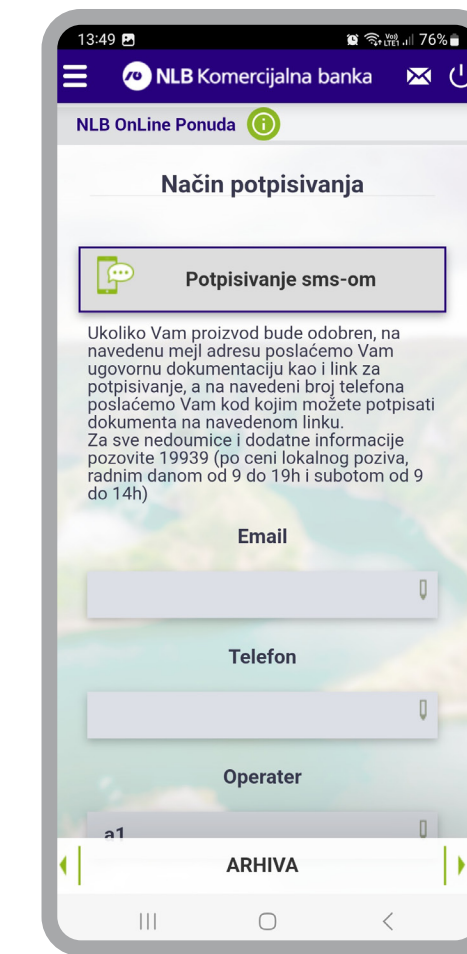 13:49 Vo) LTE1 76%
NLB Komercijalna banka
NLB OnLine Ponuda
Način potpisivanja
Potpisivanje sms-om
Ukoliko Vam proizvod bude odobren, na
navedenu mejl adresu poslaćemo Vam
ugovornu dokumentaciju kao i link za
potpisivanje, a na navedeni broj telefona
poslaćemo Vam kod kojim možete potpisati
dokumenta na navedenom linku.
Za sve nedoumice i dodatne informacije
pozovite 19939 (po ceni lokalnog poziva,
radnim danom od 9 do 19h i subotom od 9
do 14h)
Email
Telefon
Operater
a1
ARHIVA